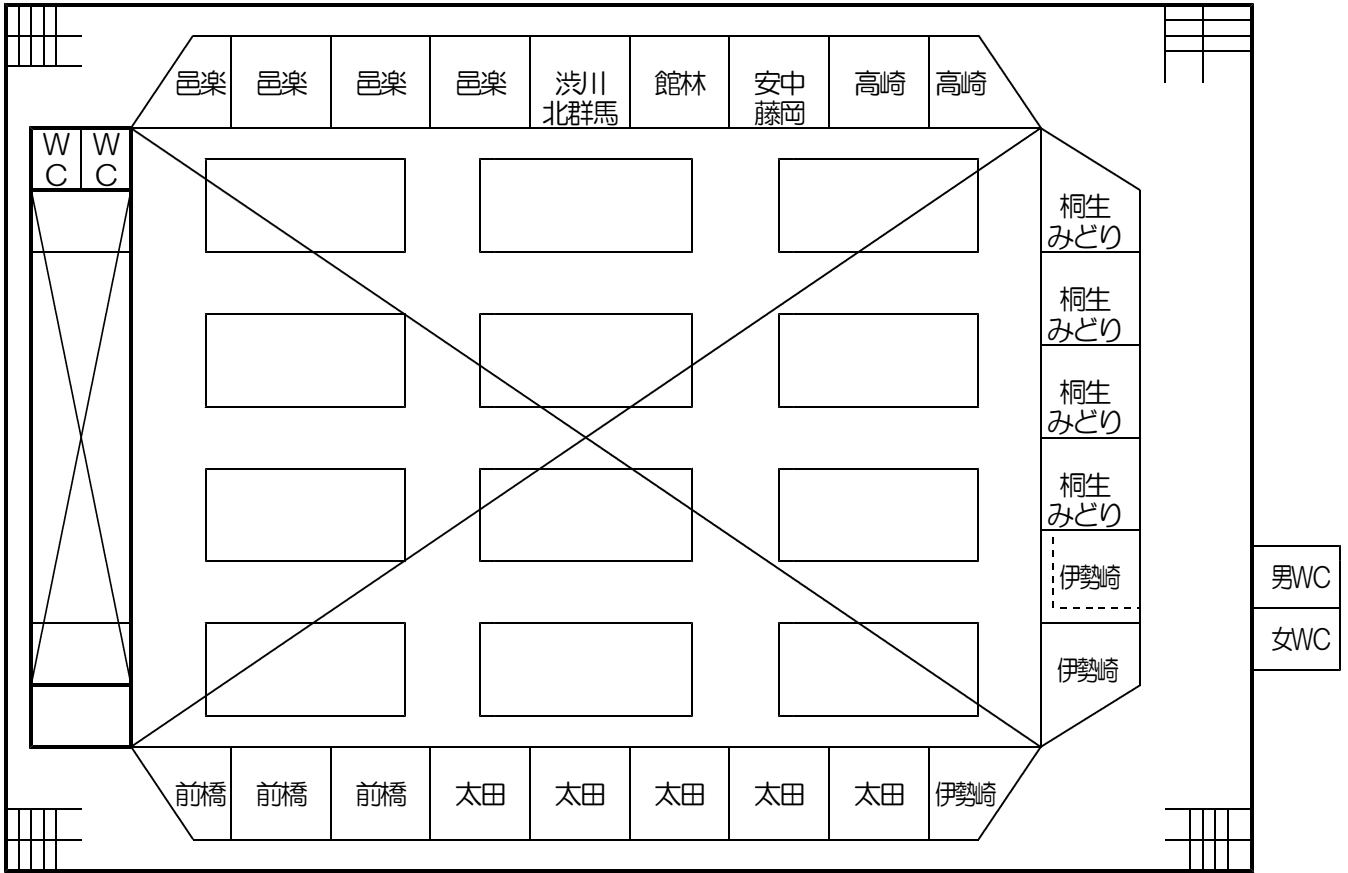 邑楽 邑楽 邑楽 邑楽 渋川 館林 安中 高崎 高崎
北群馬 藤岡
W W
C C
桐生
みどり
桐生
みどり
桐生
みどり
桐生
みどり
伊勢崎 男WC
女WC
伊勢崎
前橋 前橋 前橋 太田 太田 太田 太田 太田 伊勢崎